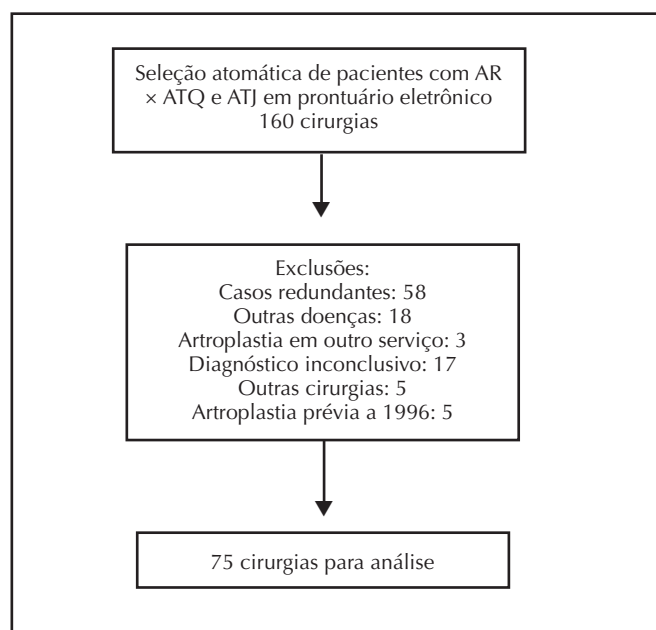 Seleção atomática de pacientes com AR
× ATQ e ATJ em prontuário eletrônico
160 cirurgias
Exclusões:
Casos redundantes: 58
Outras doenças: 18
Artroplastia em outro serviço: 3
Diagnóstico inconclusivo: 17
Outras cirurgias: 5
Artroplastia prévia a 1996: 5
75 cirurgias para análise